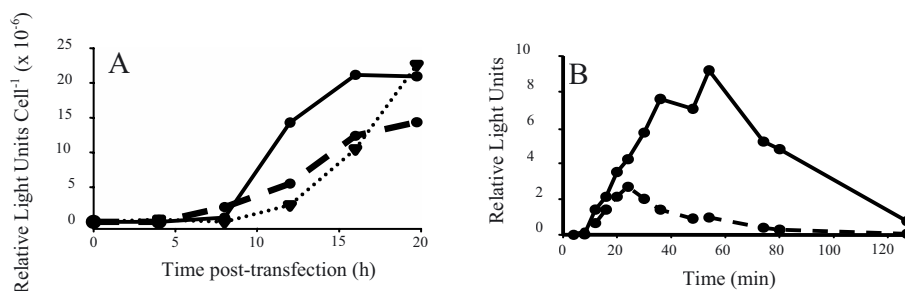 Relative Light Units Cell⁻¹ (x 10⁻⁶)
A
25
20
15
10
5
0
0 5 10 15 20
Time post-transfection (h)
Relative Light Units
B
10
8
6
4
2
0
0 20 40 60 80 100 120
Time (min)